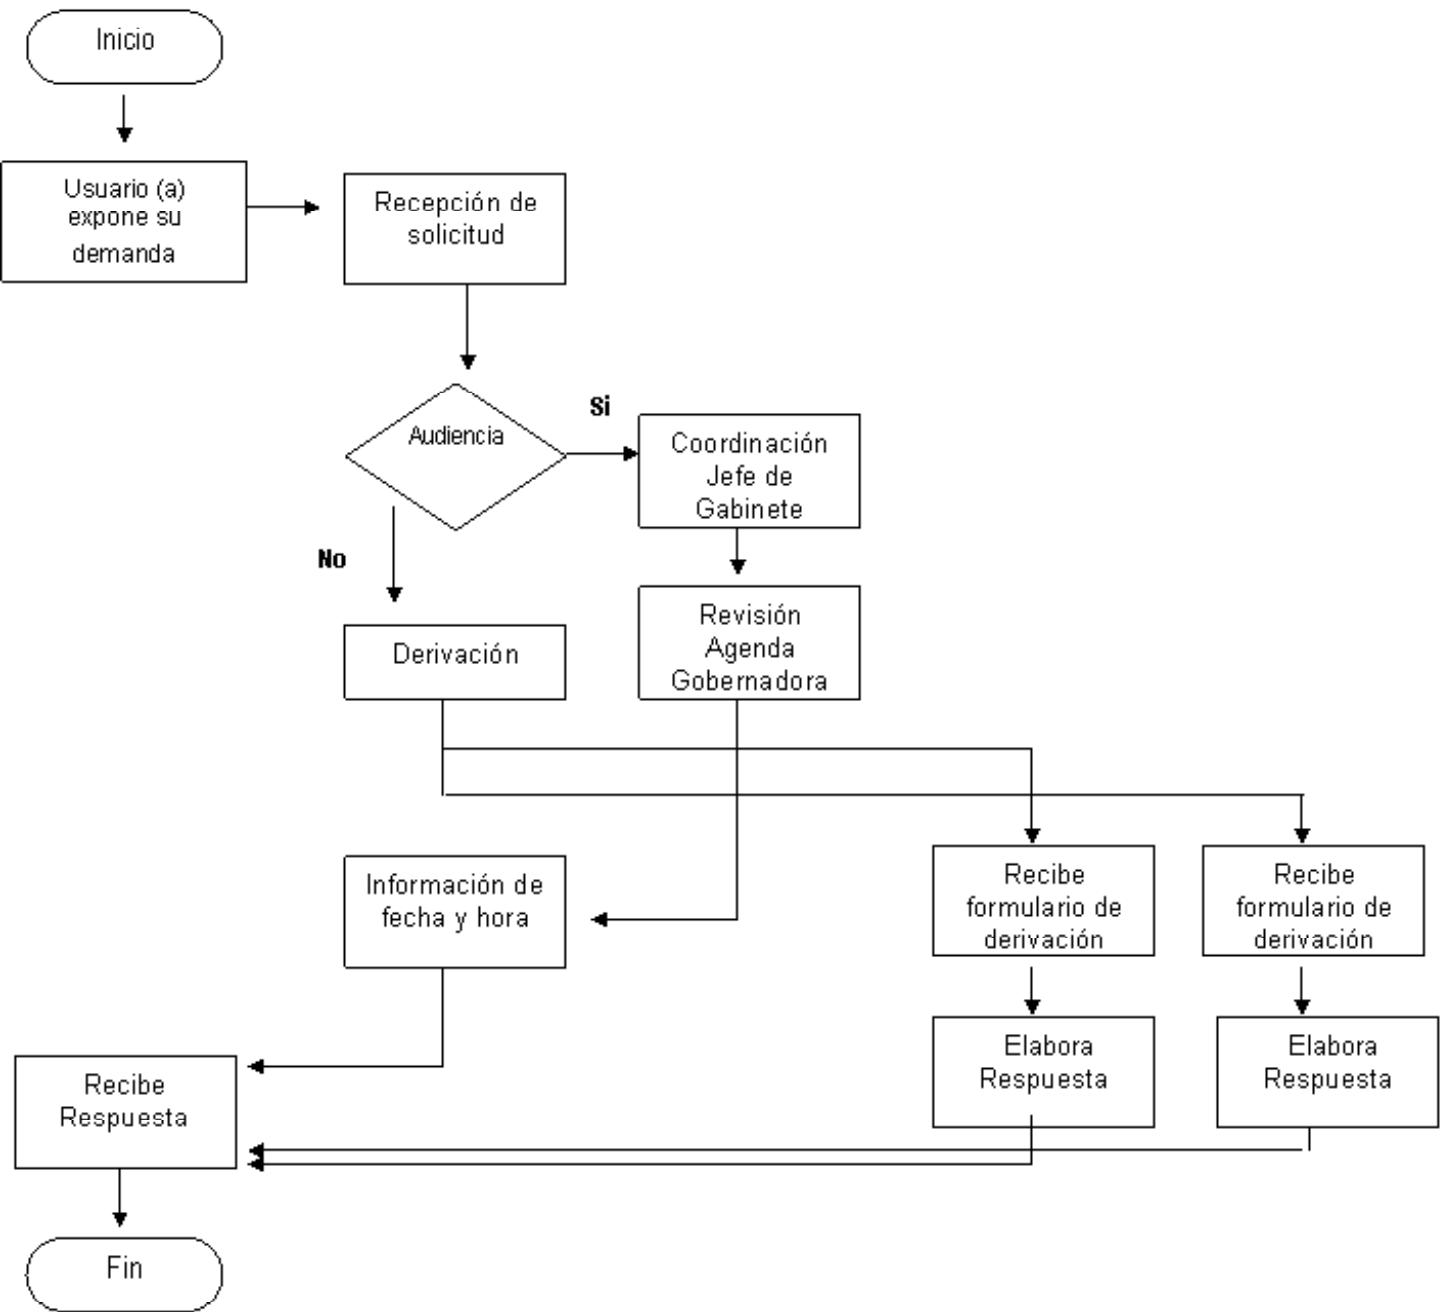 Inicio
Usuario (a)
expone su
demanda
Recepción de
solicitud
Audiencia
Si
Coordinación
Jefe de
Gabinete
No
Derivación
Revisión
Agenda
Gobernadora
Información de
fecha y hora
Recibe
formulario de
derivación
Recibe
formulario de
derivación
Elabora
Respuesta
Elabora
Respuesta
Recibe
Respuesta
Fin